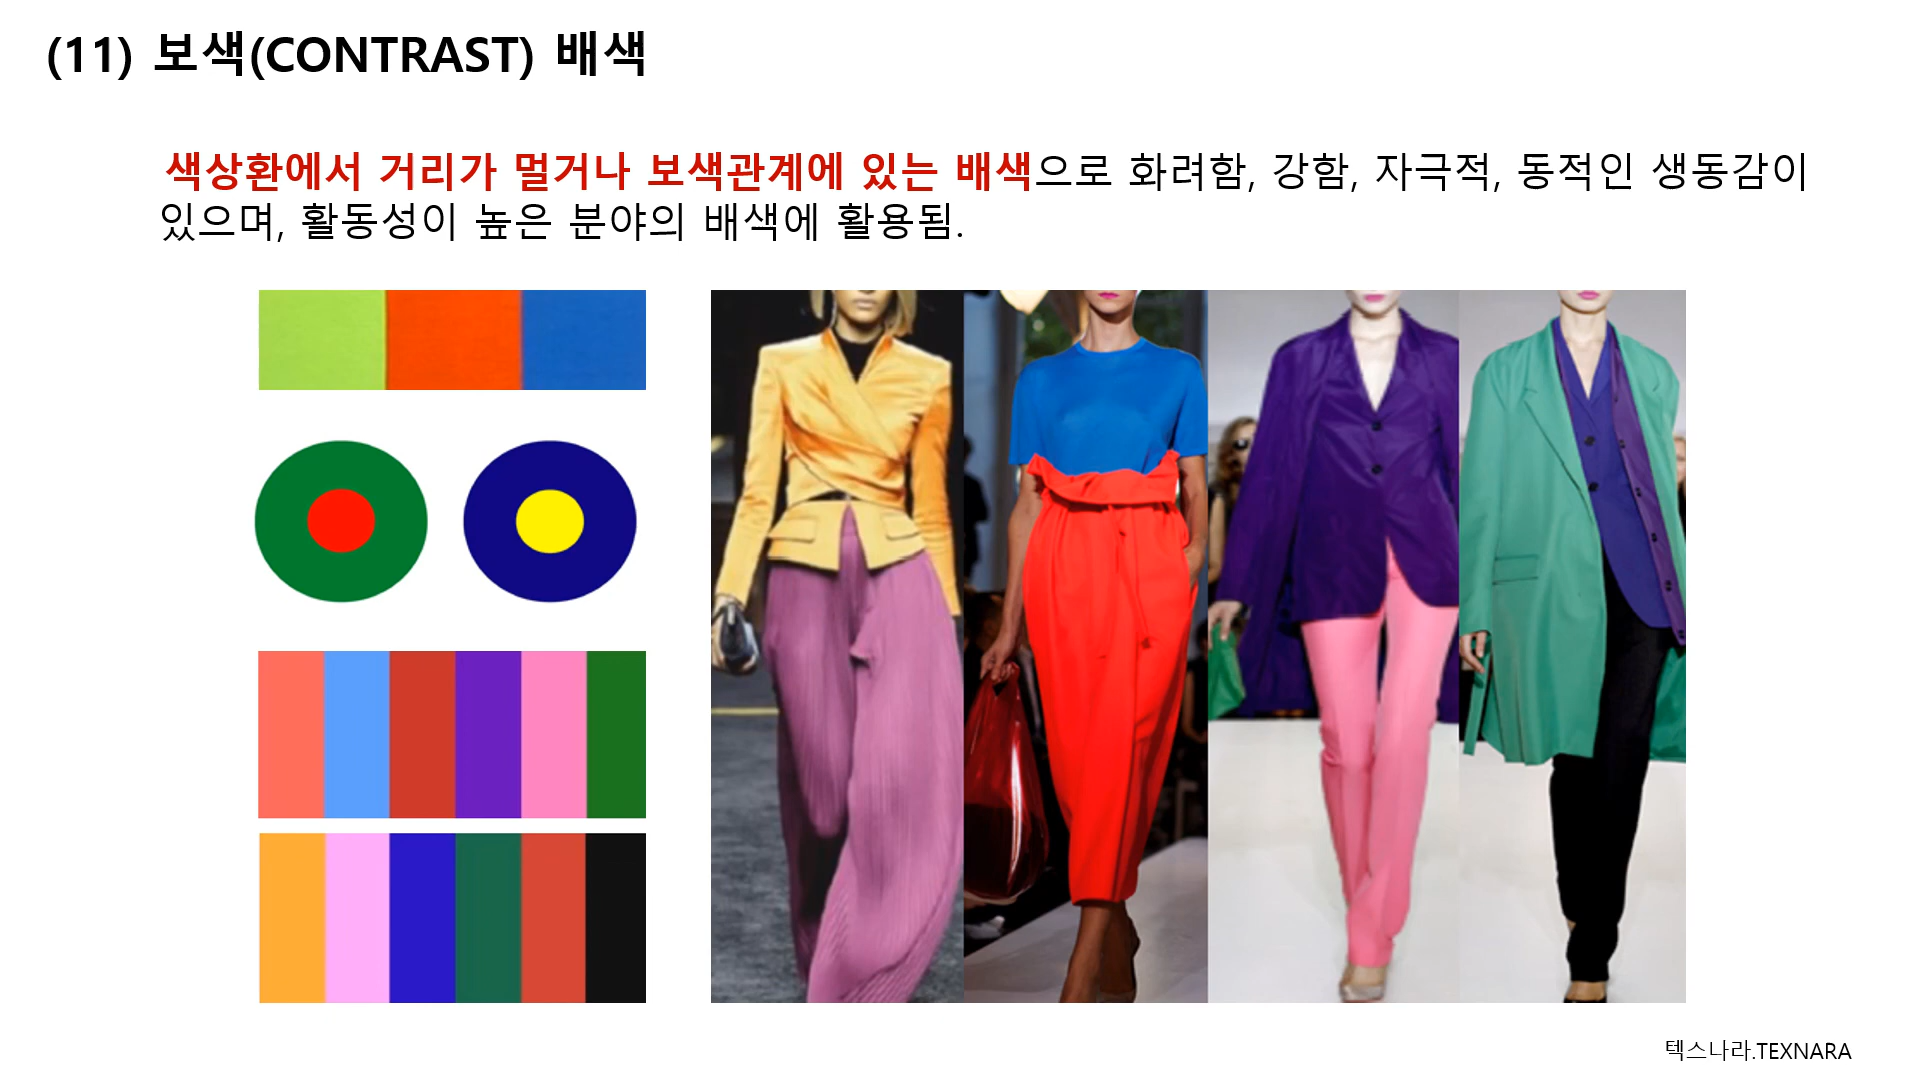 (11) 보색(CONTRAST) 배색
색상환에서 거리가 멀거나 보색관계에 있는 배색으로 화려함, 강함, 자극적, 동적인 생동감이
있으며, 활동성이 높은 분야의 배색에 활용됨.
텍스나라.TEXNARA